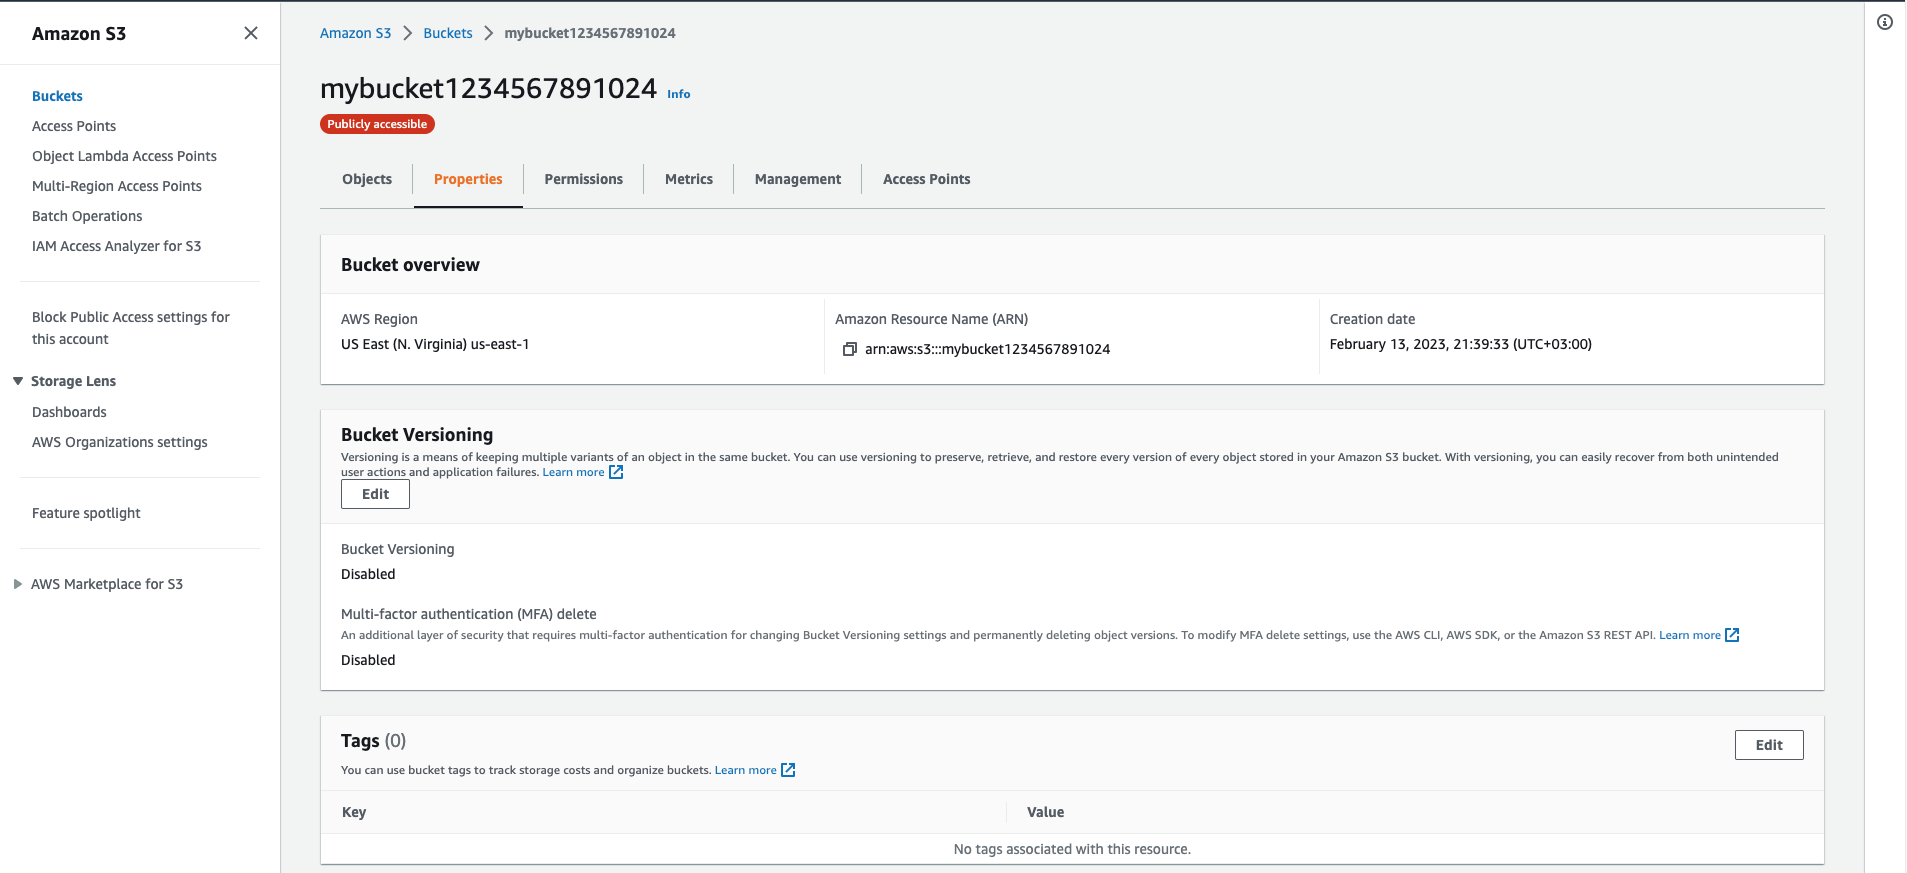 Amazon S3
Buckets
Access Points
Object Lambda Access Points
Multi-Region Access Points
Batch Operations
IAM Access Analyzer for S3
Block Public Access settings for
this account
Storage Lens
Dashboards
AWS Organizations settings
Feature spotlight
AWS Marketplace for S3
Amazon S3 > Buckets > mybucket1234567891024
mybucket1234567891024 Info
Publicly accessible
Objects Properties Permissions Metrics Management Access Points
Bucket overview
AWS Region
US East (N. Virginia) us-east-1
Amazon Resource Name (ARN)
arn:aws:s3:::mybucket1234567891024
Creation date
February 13, 2023, 21:39:33 (UTC+03:00)
Bucket Versioning
Versioning is a means of keeping multiple variants of an object in the same bucket. You can use versioning to preserve, retrieve, and restore every version of every object stored in your Amazon S3 bucket. With versioning, you can easily recover from both unintended
user actions and application failures. Learn more
Edit
Bucket Versioning
Disabled
Multi-factor authentication (MFA) delete
An additional layer of security that requires multi-factor authentication for changing Bucket Versioning settings and permanently deleting object versions. To modify MFA delete settings, use the AWS CLI, AWS SDK, or the Amazon S3 REST API. Learn more
Disabled
Tags (0)
Edit
You can use bucket tags to track storage costs and organize buckets. Learn more
Key Value
No tags associated with this resource.